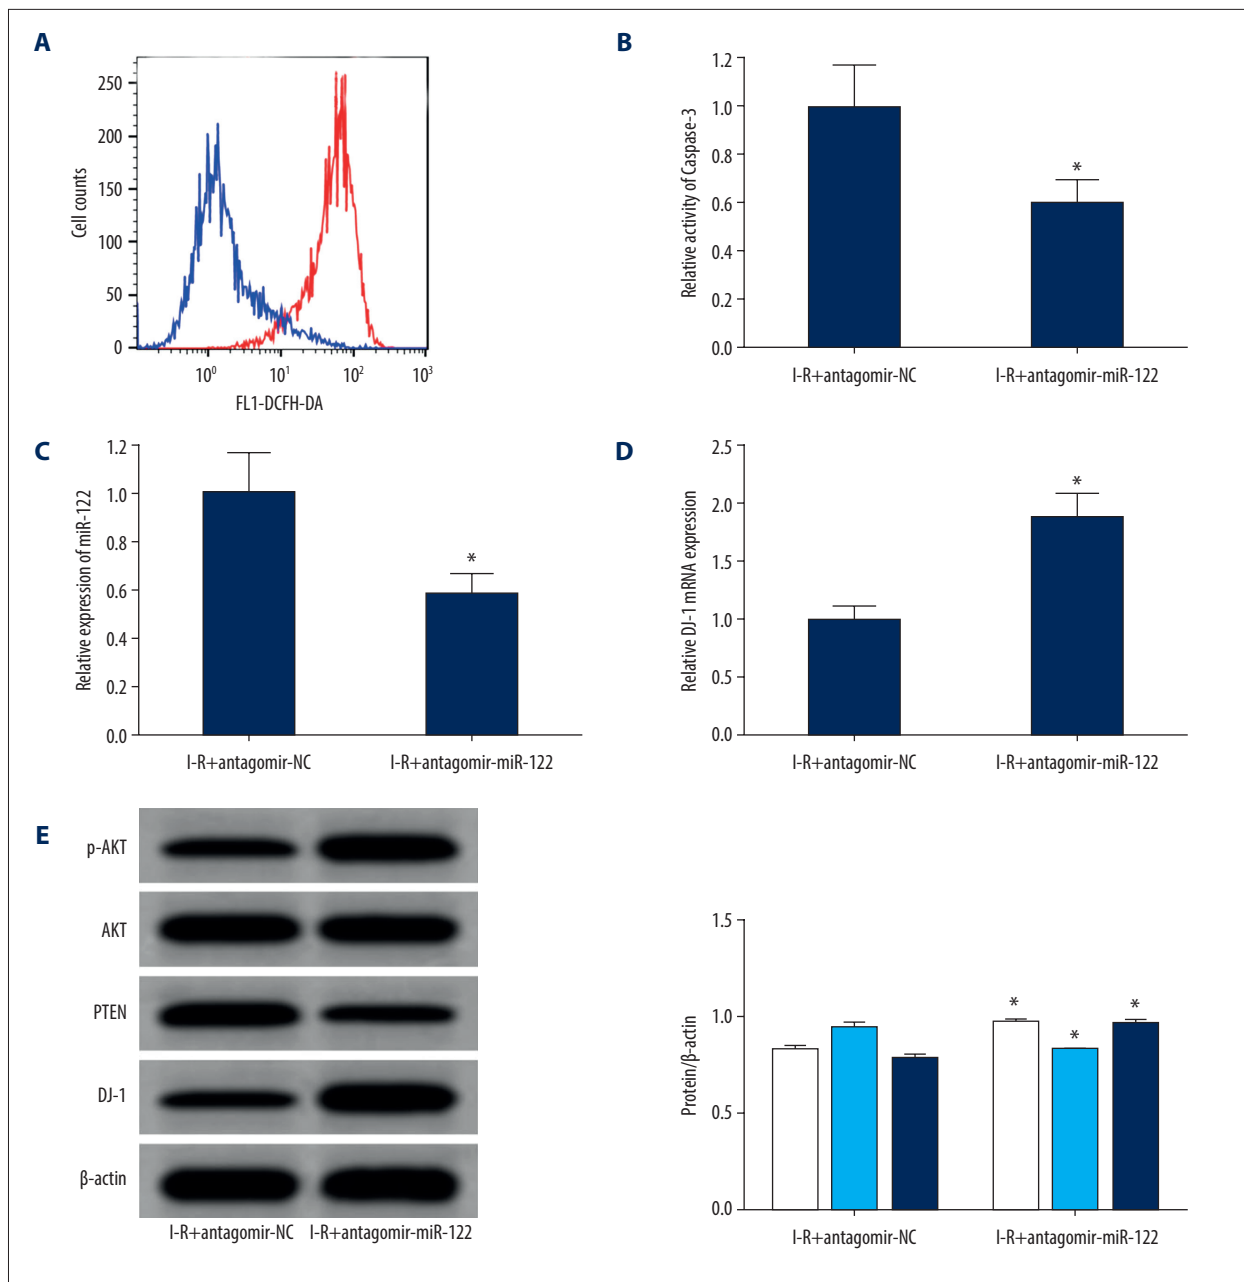 A
250
200
150
100
50
0
Cell counts
10⁰ 10¹ 10² 10³
FL1-DCFH-DA
B
1.2
1.0
0.8
0.6
0.4
0.2
0.0
Relative activity of Caspase-3
*
I-R+antagomir-NC I-R+antagomir-miR-122
C
1.2
1.0
0.8
0.6
0.4
0.2
0.0
Relative expression of miR-122
*
I-R+antagomir-NC I-R+antagomir-miR-122
D
2.5
2.0
1.5
1.0
0.5
0.0
Relative DJ-1 mRNA expression
*
I-R+antagomir-NC I-R+antagomir-miR-122
E
p-AKT
AKT
PTEN
DJ-1
β-actin
I-R+antagomir-NC I-R+antagomir-miR-122
1.5
1.0
0.5
0.0
Protein/β-actin
* * *
I-R+antagomir-NC I-R+antagomir-miR-122